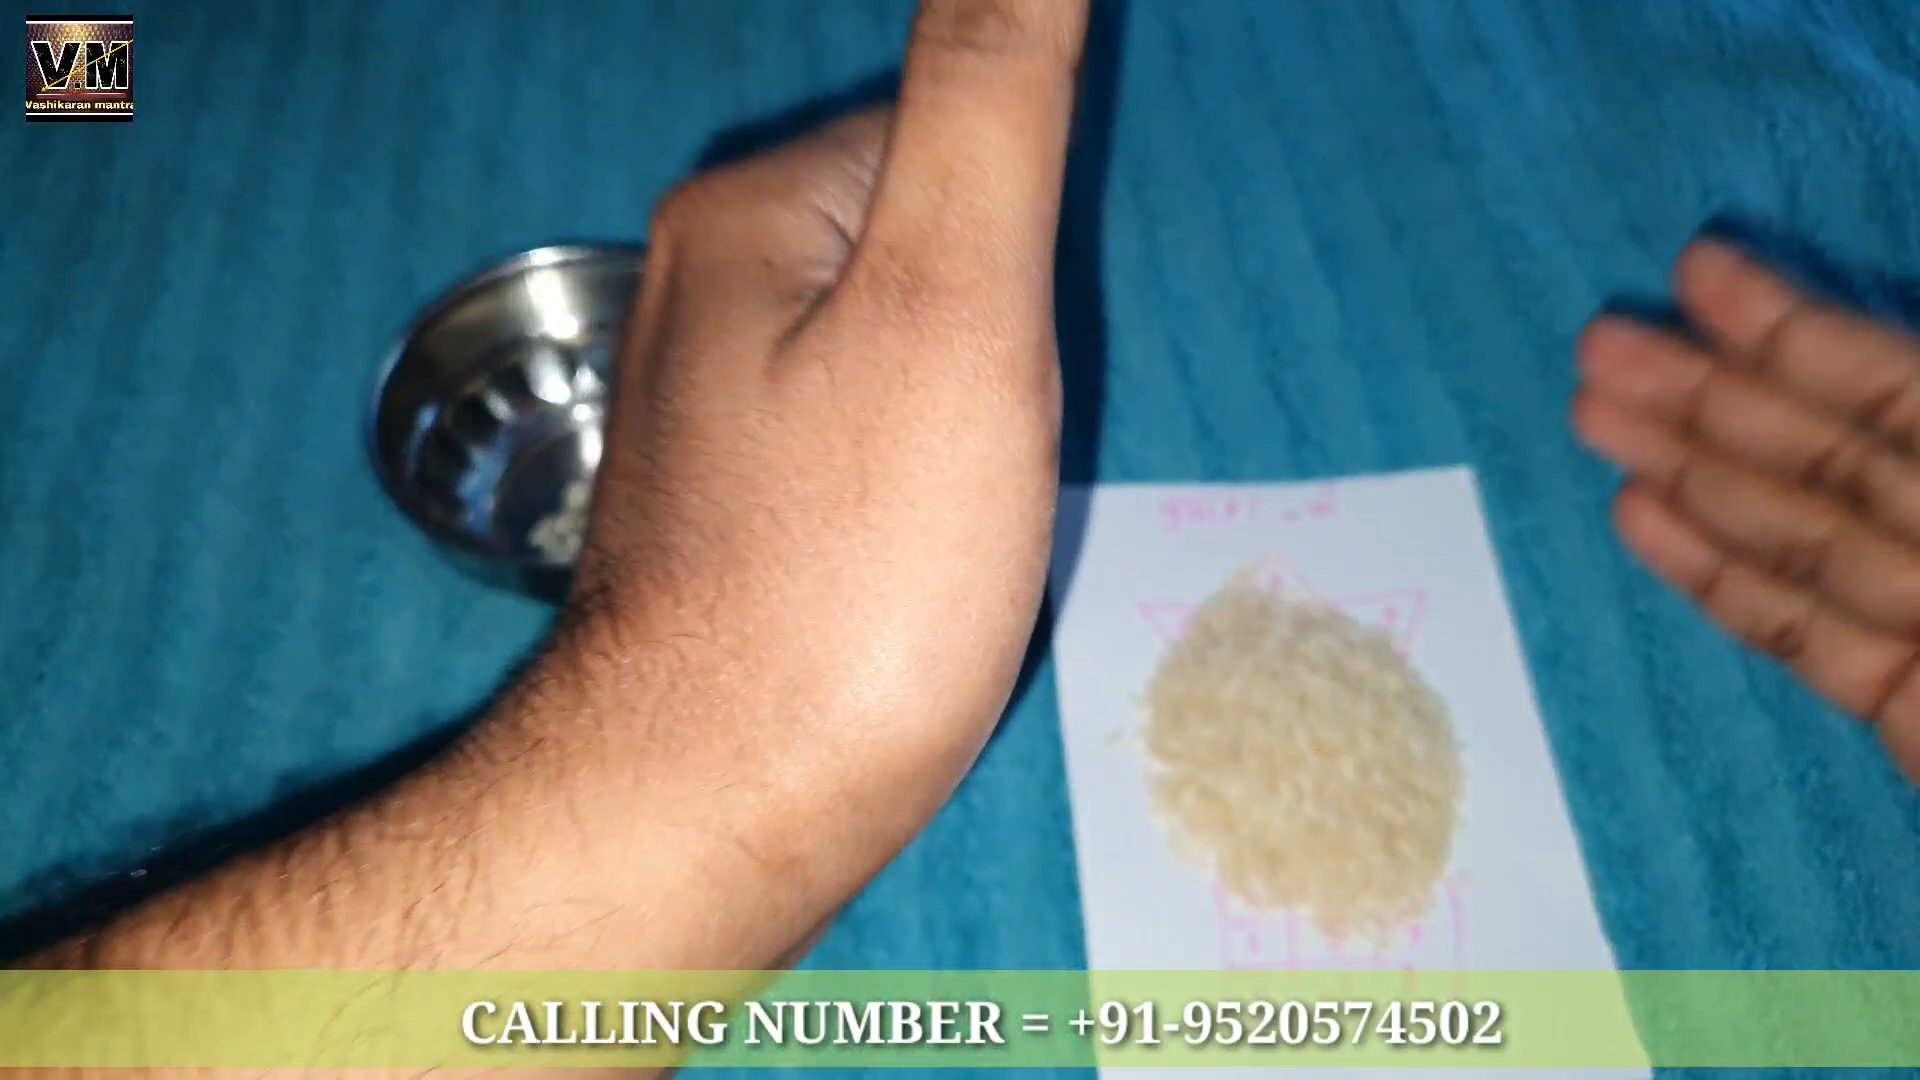 V.M
Vashikaran mantra
CALLING NUMBER = +91-9520574502